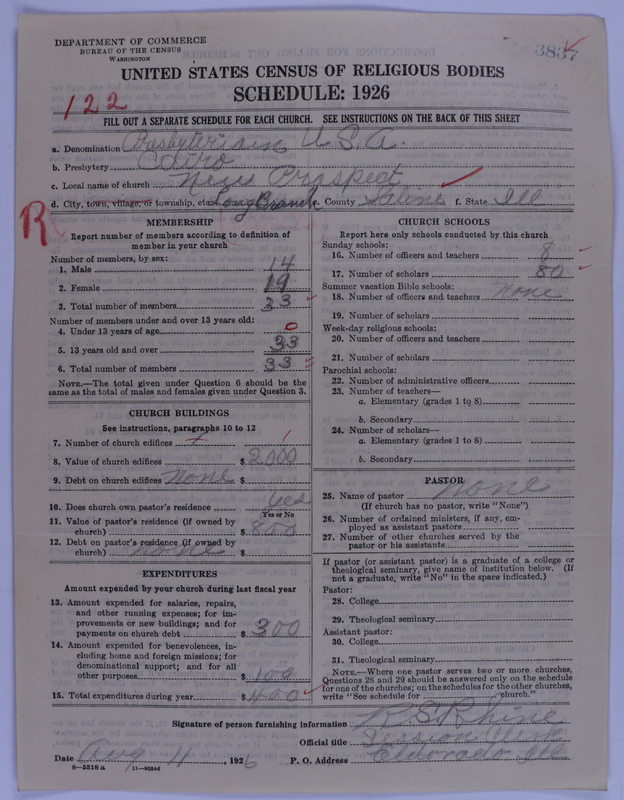 DEPARTMENT OF COMMERCE
BUREAU OF THE CENSUS
WASHINGTON
3837
UNITED STATES CENSUS OF RELIGIOUS BODIES
SCHEDULE: 1926
122
FILL OUT A SEPARATE SCHEDULE FOR EACH CHURCH. SEE INSTRUCTIONS ON THE BACK OF THIS SHEET
a. Denomination Presbyterian U.S.A.
b. Presbytery Cairo
c. Local name of church New Prospect
d. City, town, village, or township, etc. Long Branch e. County Saline f. State Ill
R
MEMBERSHIP
Report number of members according to definition of
member in your church
Number of members, by sex:
1. Male 14
2. Female 19
3. Total number of members 33
Number of members under and over 13 years old:
4. Under 13 years of age 0
5. 13 years old and over 33
6. Total number of members 33
NOTE.—The total given under Question 6 should be the
same as the total of males and females given under Question 3.
CHURCH BUILDINGS
See instructions, paragraphs 10 to 12
7. Number of church edifices 1
8. Value of church edifices $ 2000
9. Debt on church edifices None $
10. Does church own pastor's residence yes
Yes or No
11. Value of pastor's residence (if owned by
church) $ 800
12. Debt on pastor's residence (if owned by
church) none $
EXPENDITURES
Amount expended by your church during last fiscal year
13. Amount expended for salaries, repairs,
and other running expenses; for im-
provements or new buildings; and for
payments on church debt $ 300
14. Amount expended for benevolences, in-
cluding home and foreign missions; for
denominational support; and for all
other purposes $ 100
15. Total expenditures during year $ 400
CHURCH SCHOOLS
Report here only schools conducted by this church
Sunday schools:
16. Number of officers and teachers 8
17. Number of scholars 80
Summer vacation Bible schools:
18. Number of officers and teachers None
19. Number of scholars
Week-day religious schools:
20. Number of officers and teachers
21. Number of scholars
Parochial schools:
22. Number of administrative officers
23. Number of teachers—
a. Elementary (grades 1 to 8)
b. Secondary
24. Number of scholars—
a. Elementary (grades 1 to 8)
b. Secondary
PASTOR
25. Name of pastor None
(If church has no pastor, write "None")
26. Number of ordained ministers, if any, em-
ployed as assistant pastors
27. Number of other churches served by the
pastor or his assistants
If pastor (or assistant pastor) is a graduate of a college or
theological seminary, give name of institution below. (If
not a graduate, write "No" in the space indicated.)
Pastor:
28. College
29. Theological seminary
Assistant pastor:
30. College
31. Theological seminary
NOTE.—Where one pastor serves two or more churches,
Questions 28 and 29 should be answered only on the schedule
for one of the churches; on the schedules for the other churches,
write "See schedule for church."
Signature of person furnishing information R S Rhine
Official title Session Clerk
Date Aug 11, 1926 P. O. Address Eldorado Ill
8—5518 a 11—9056d